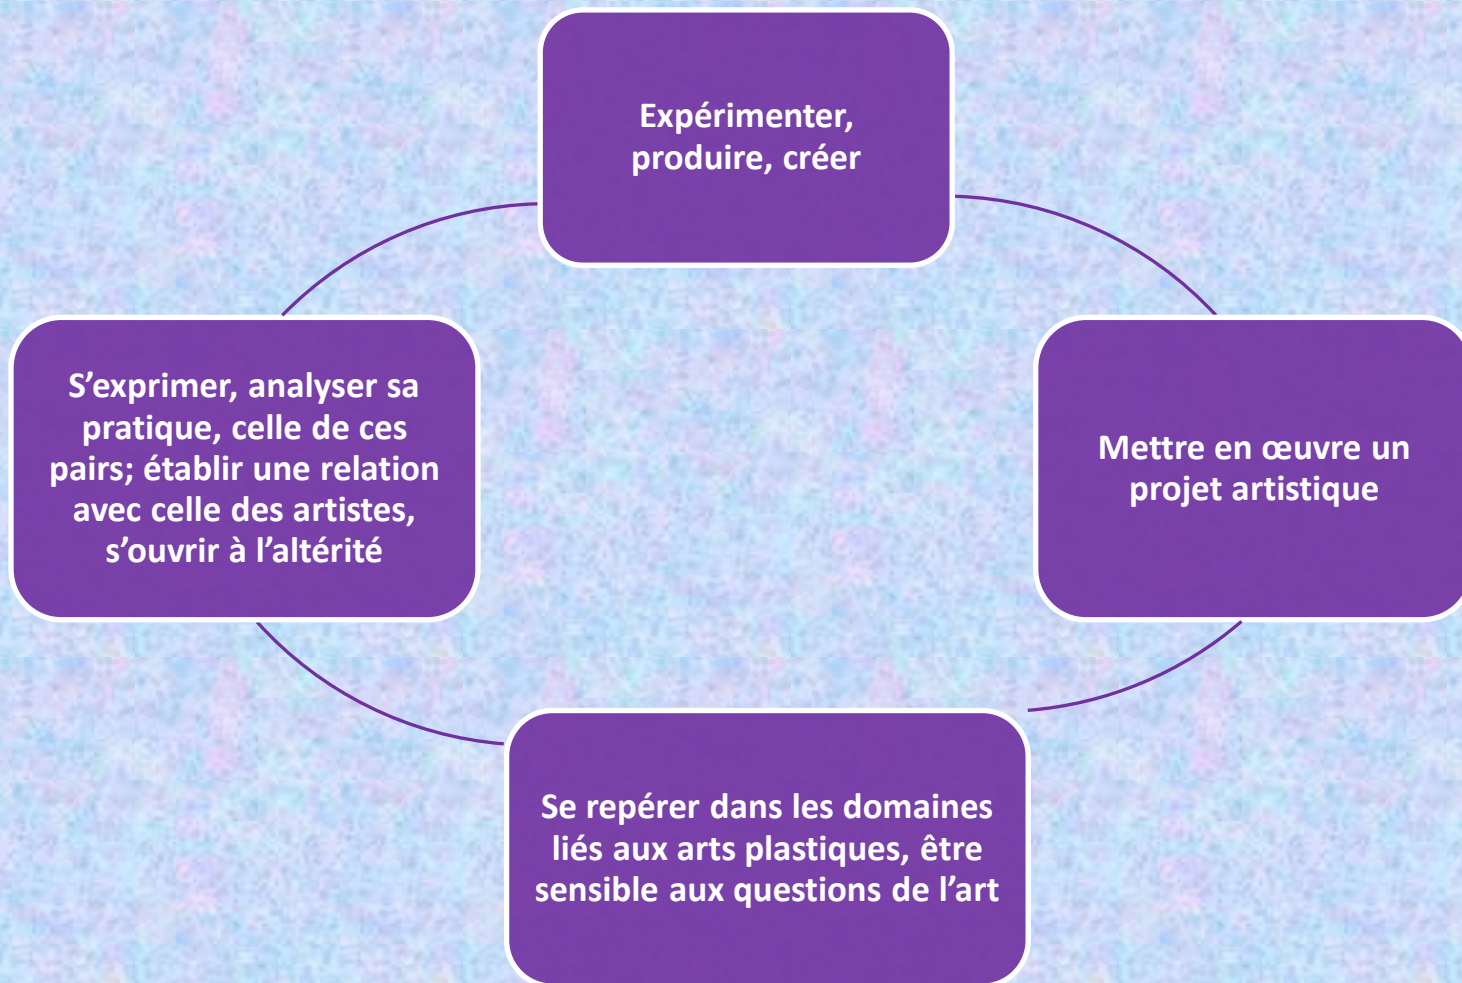 Expérimenter,
produire, créer
S’exprimer, analyser sa
pratique, celle de ces
pairs; établir une relation
avec celle des artistes,
s’ouvrir à l’altérité
Mettre en œuvre un
projet artistique
Se repérer dans les domaines
liés aux arts plastiques, être
sensible aux questions de l’art